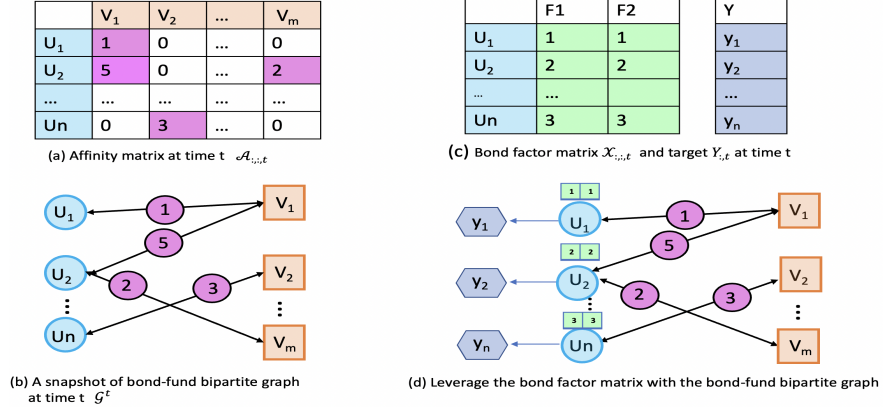 V1 V2 ... Vm
U1 1 0 ... 0
U2 5 0 ... 2
... ... ... ... ...
Un 0 3 ... 0
(a) Affinity matrix at time t 𝒜:,:,t
F1 F2 Y
U1 1 1 y1
U2 2 2 y2
... ... ...
Un 3 3 yn
(c) Bond factor matrix 𝒳:,:,t and target Y:,t at time t
U1 1 V1
5
U2 2 3 V2
⋮ ⋮
Un Vm
(b) A snapshot of bond-fund bipartite graph
at time t 𝒢t
1 1
y1 U1 1 V1
2 2 5
y2 U2 2 3 V2
⋮ ⋮
3 3
yn Un Vm
(d) Leverage the bond factor matrix with the bond-fund bipartite graph